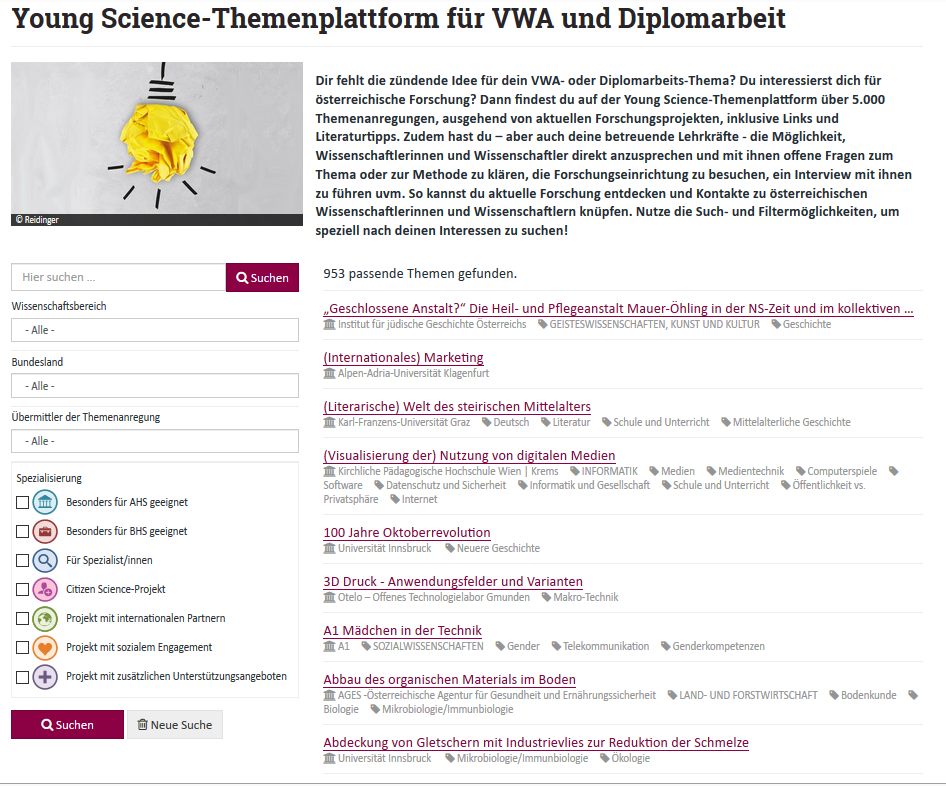 Young Science-Themenplattform für VWA und Diplomarbeit
© Reidinger
Dir fehlt die zündende Idee für dein VWA- oder Diplomarbeits-Thema? Du interessierst dich für
österreichische Forschung? Dann findest du auf der Young Science-Themenplattform über 5.000
Themenanregungen, ausgehend von aktuellen Forschungsprojekten, inklusive Links und
Literaturtipps. Zudem hast du – aber auch deine betreuende Lehrkräfte - die Möglichkeit,
Wissenschaftlerinnen und Wissenschaftler direkt anzusprechen und mit ihnen offene Fragen zum
Thema oder zur Methode zu klären, die Forschungseinrichtung zu besuchen, ein Interview mit ihnen
zu führen uvm. So kannst du aktuelle Forschung entdecken und Kontakte zu österreichischen
Wissenschaftlerinnen und Wissenschaftlern knüpfen. Nutze die Such- und Filtermöglichkeiten, um
speziell nach deinen Interessen zu suchen!
Hier suchen ...
Suchen
Wissenschaftsbereich
- Alle -
Bundesland
- Alle -
Übermittler der Themenanregung
- Alle -
Spezialisierung
Besonders für AHS geeignet
Besonders für BHS geeignet
Für Spezialist/innen
Citizen Science-Projekt
Projekt mit internationalen Partnern
Projekt mit sozialem Engagement
Projekt mit zusätzlichen Unterstützungsangeboten
Suchen
Neue Suche
953 passende Themen gefunden.
„Geschlossene Anstalt?“ Die Heil- und Pflegeanstalt Mauer-Öhling in der NS-Zeit und im kollektiven ...
Institut für jüdische Geschichte Österreichs GEISTESWISSENSCHAFTEN, KUNST UND KULTUR Geschichte
(Internationales) Marketing
Alpen-Adria-Universität Klagenfurt
(Literarische) Welt des steirischen Mittelalters
Karl-Franzens-Universität Graz Deutsch Literatur Schule und Unterricht Mittelalterliche Geschichte
(Visualisierung der) Nutzung von digitalen Medien
Kirchliche Pädagogische Hochschule Wien | Krems INFORMATIK Medien Medientechnik Computerspiele
Software Datenschutz und Sicherheit Informatik und Gesellschaft Schule und Unterricht Öffentlichkeit vs.
Privatsphäre Internet
100 Jahre Oktoberrevolution
Universität Innsbruck Neuere Geschichte
3D Druck - Anwendungsfelder und Varianten
Otelo – Offenes Technologielabor Gmunden Makro-Technik
A1 Mädchen in der Technik
A1 SOZIALWISSENSCHAFTEN Gender Telekommunikation Genderkompetenzen
Abbau des organischen Materials im Boden
AGES -Österreichische Agentur für Gesundheit und Ernährungssicherheit LAND- UND FORSTWIRTSCHAFT Bodenkunde
Biologie Mikrobiologie/Immunbiologie
Abdeckung von Gletschern mit Industrievlies zur Reduktion der Schmelze
Universität Innsbruck Mikrobiologie/Immunbiologie Ökologie